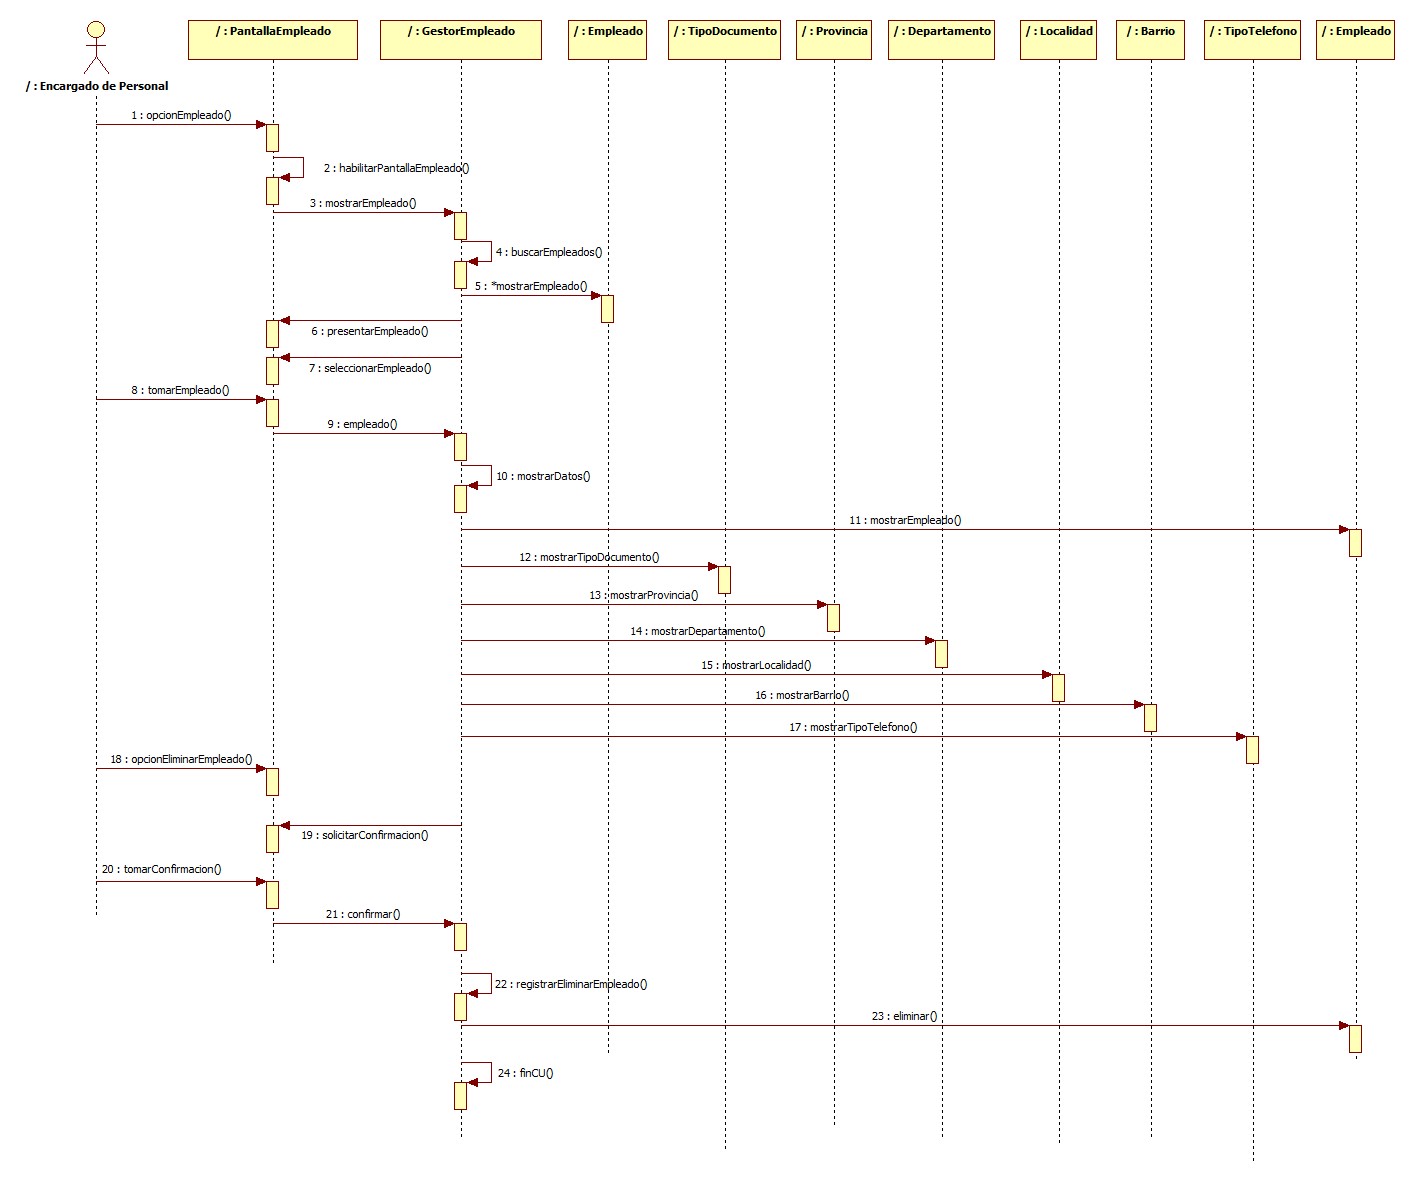 / : PantallaEmpleado
/ : GestorEmpleado
/ : Empleado
/ : TipoDocumento
/ : Provincia
/ : Departamento
/ : Localidad
/ : Barrio
/ : TipoTelefono
/ : Empleado
/ : Encargado de Personal
1 : opcionEmpleado()
2 : habilitarPantallaEmpleado()
3 : mostrarEmpleado()
4 : buscarEmpleados()
5 : *mostrarEmpleado()
6 : presentarEmpleado()
7 : seleccionarEmpleado()
8 : tomarEmpleado()
9 : empleado()
10 : mostrarDatos()
11 : mostrarEmpleado()
12 : mostrarTipoDocumento()
13 : mostrarProvincia()
14 : mostrarDepartamento()
15 : mostrarLocalidad()
16 : mostrarBarrio()
17 : mostrarTipoTelefono()
18 : opcionEliminarEmpleado()
19 : solicitarConfirmacion()
20 : tomarConfirmacion()
21 : confirmar()
22 : registrarEliminarEmpleado()
23 : eliminar()
24 : finCU()